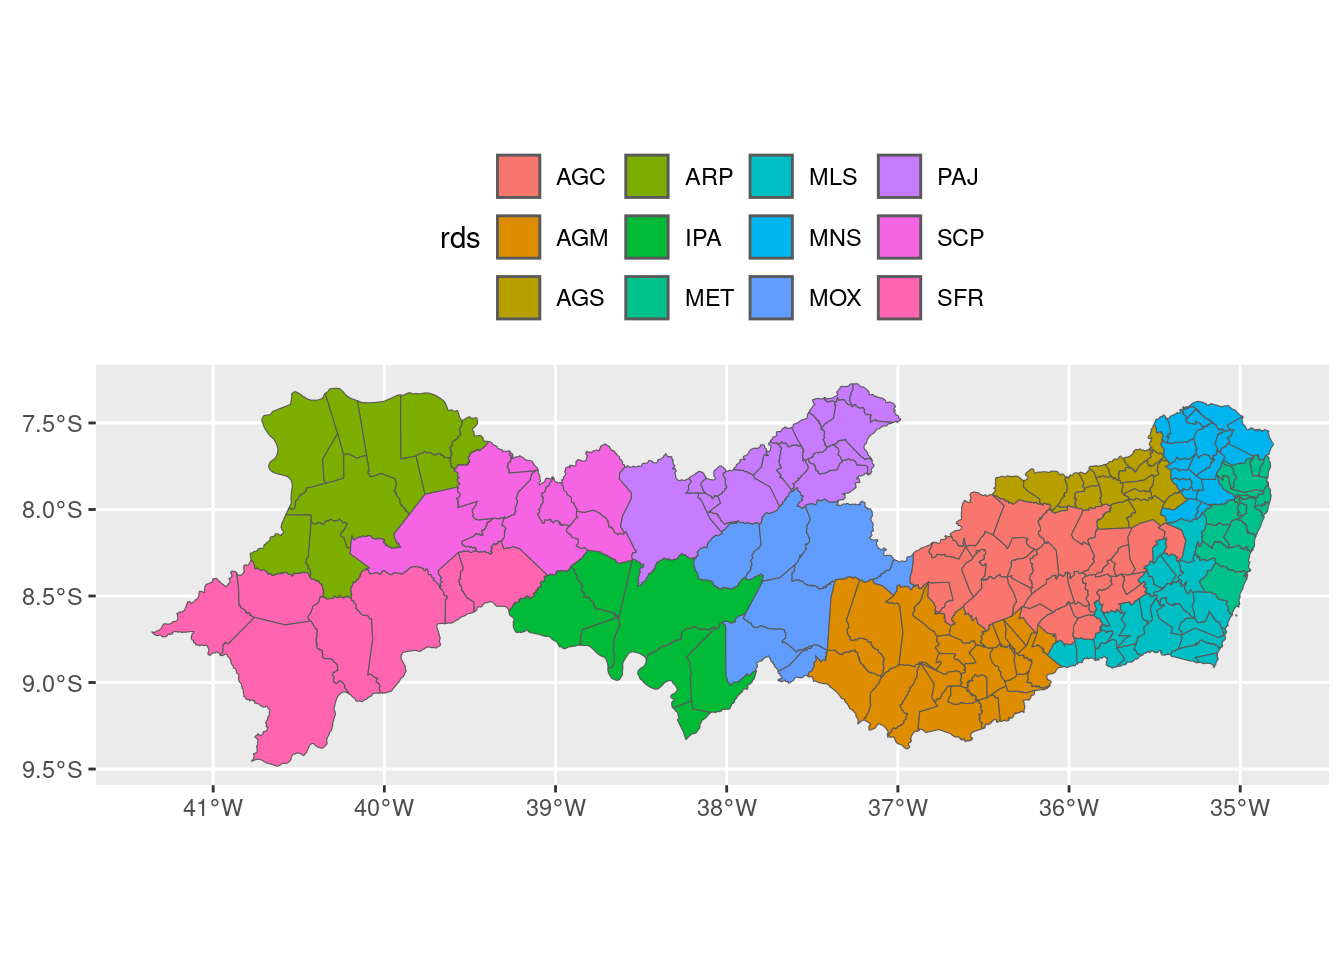 AGC ARP MLS PAJ
rds AGM IPA MNS SCP
AGS MET MOX SFR
7.5°S
8.0°S
8.5°S
9.0°S
9.5°S
41°W 40°W 39°W 38°W 37°W 36°W 35°W